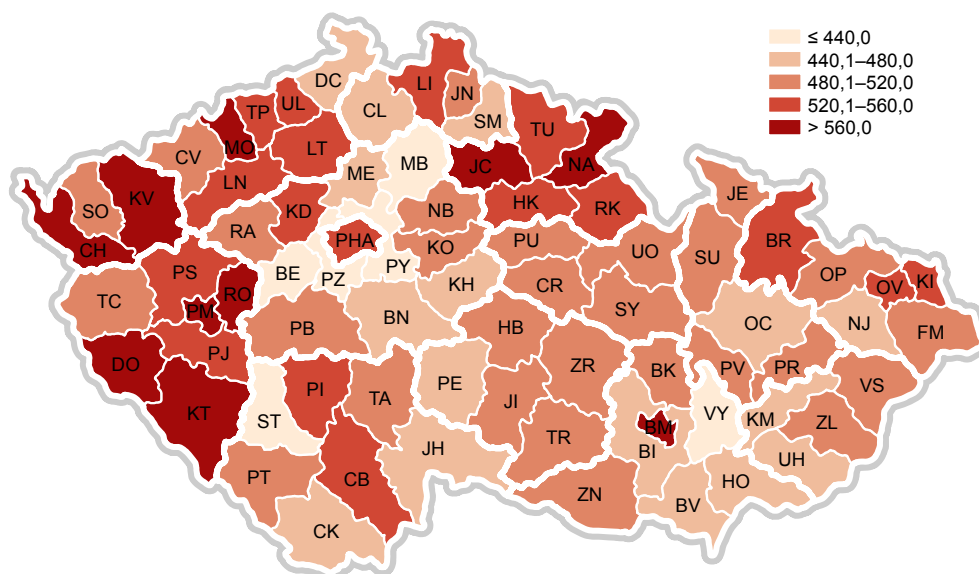 ≤ 440,0
440,1–480,0
480,1–520,0
520,1–560,0
> 560,0
DC
LI
JN
SM
TP
UL
CL
TU
MO
LT
CV
MB
JC
NA
ME
LN
KV
SO
KD
NB
HK
RK
JE
RA
PHA
KO
PU
UO
SU
BR
CH
PS
BE
PZ
PY
KH
CR
OP
OV
KI
TC
RO
PM
PB
BN
HB
SY
OC
NJ
FM
DO
PJ
PI
TA
PE
JI
ZR
BK
PV
PR
VS
KT
ST
TR
BM
VY
KM
ZL
PT
CB
JH
BI
UH
ZN
HO
BV
CK